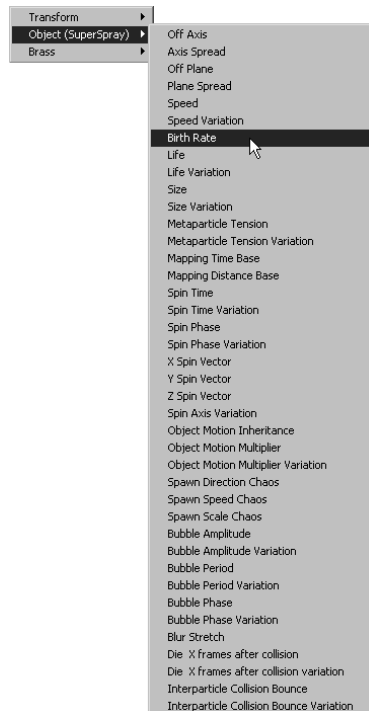 Transform
Object (SuperSpray)
Brass
Off Axis
Axis Spread
Off Plane
Plane Spread
Speed
Speed Variation
Birth Rate
Life
Life Variation
Size
Size Variation
Metaparticle Tension
Metaparticle Tension Variation
Mapping Time Base
Mapping Distance Base
Spin Time
Spin Time Variation
Spin Phase
Spin Phase Variation
X Spin Vector
Y Spin Vector
Z Spin Vector
Spin Axis Variation
Object Motion Inheritance
Object Motion Multiplier
Object Motion Multiplier Variation
Spawn Direction Chaos
Spawn Speed Chaos
Spawn Scale Chaos
Bubble Amplitude
Bubble Amplitude Variation
Bubble Period
Bubble Period Variation
Bubble Phase
Bubble Phase Variation
Blur Stretch
Die X frames after collision
Die X frames after collision variation
Interparticle Collision Bounce
Interparticle Collision Bounce Variation